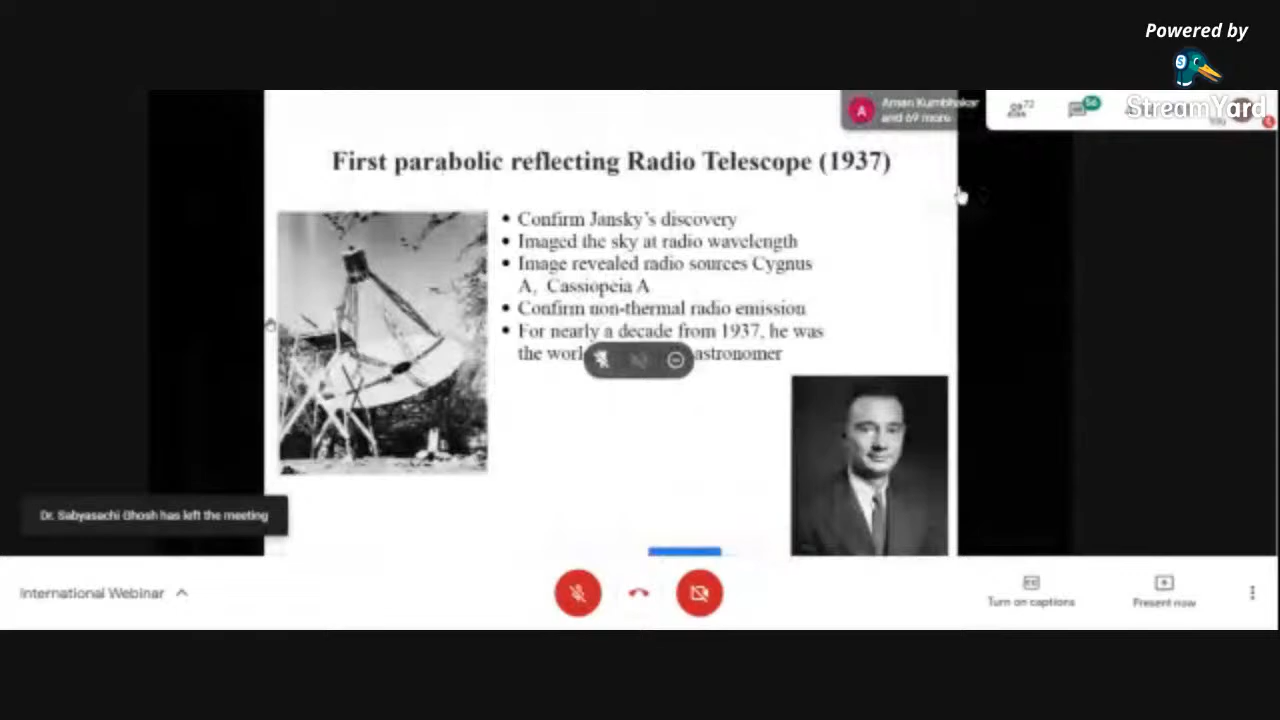 Powered by
StreamYard
Aman Kumbhakar
and 69 more
72
56
First parabolic reflecting Radio Telescope (1937)
• Confirm Jansky's discovery
• Imaged the sky at radio wavelength
• Image revealed radio sources Cygnus
A, Cassiopeia A
• Confirm non-thermal radio emission
• For nearly a decade from 1937, he was
the astronomer
Dr. Sabyasachi Ghosh has left the meeting
International Webinar
Turn on captions
Present now